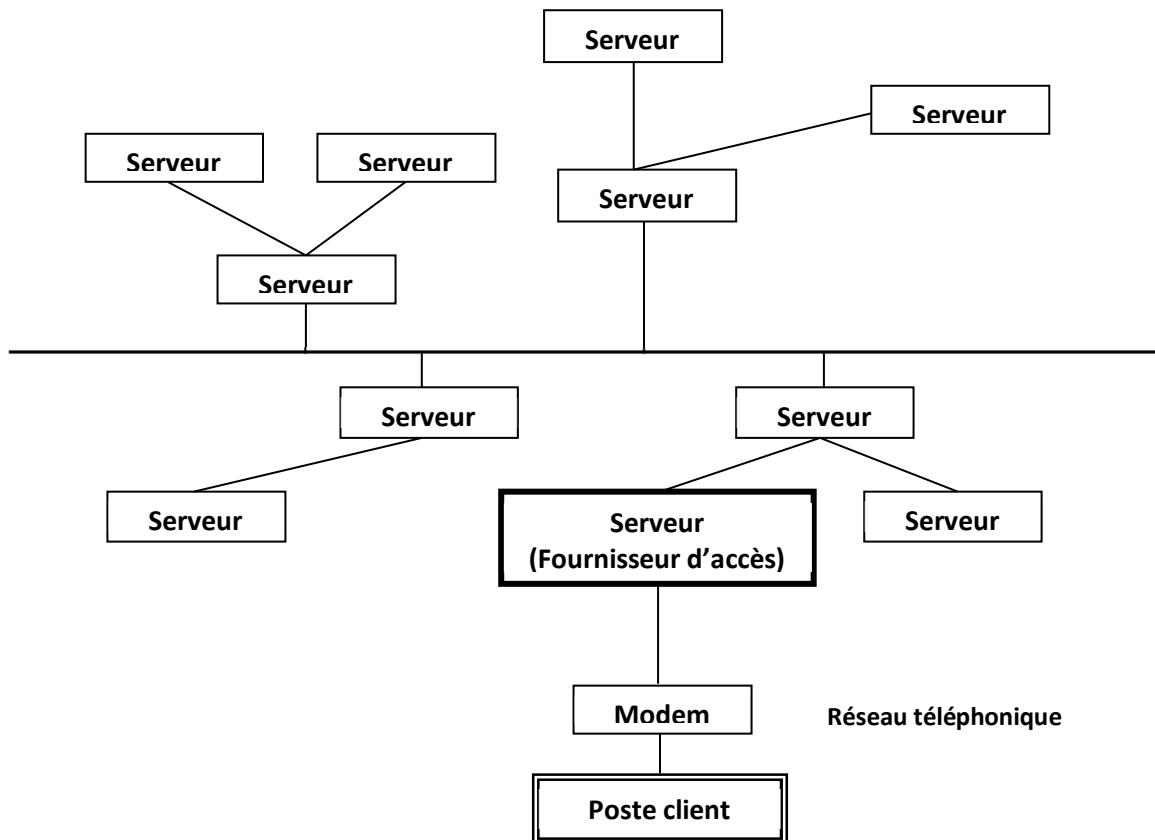 Serveur
Serveur
Serveur
Serveur
Serveur
Serveur
Serveur
Serveur
Serveur
Serveur
(Fournisseur d’accès)
Serveur
Modem
Réseau téléphonique
Poste client